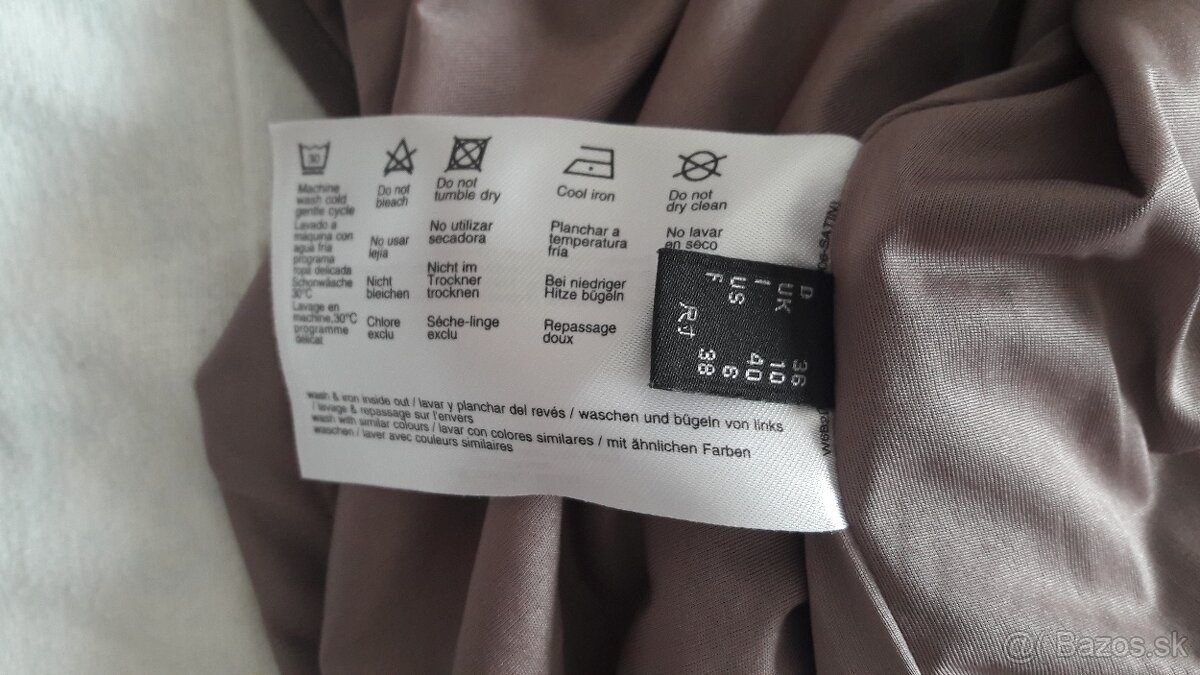 30
Machine
wash cold
gentle cycle
Lavado a
máquina con
agua fria
programa
ropa delicada
Schonwäsche
30°C
Lavage en
machine,30°C
programme
délicat
Do not
bleach
No usar
lejía
Nicht
bleichen
Chlore
exclu
Do not
tumble dry
No utilizar
secadora
Nicht im
Trockner
trocknen
Séche-linge
exclu
Cool iron
Planchar a
temperatura
fría
Bei niedriger
Hitze bügeln
Repassage
doux
Do not
dry clean
No lavar
en seco
D 36
UK 10
I 40
US 6
F 38
wash & iron inside out / lavar y planchar del revés / waschen und bügeln von links
/ lavage & repassage sur l'envers
wash with similar colours / lavar con colores similares / mit ähnlichen Farben
waschen / laver avec couleurs similaires
@ Bazos.sk